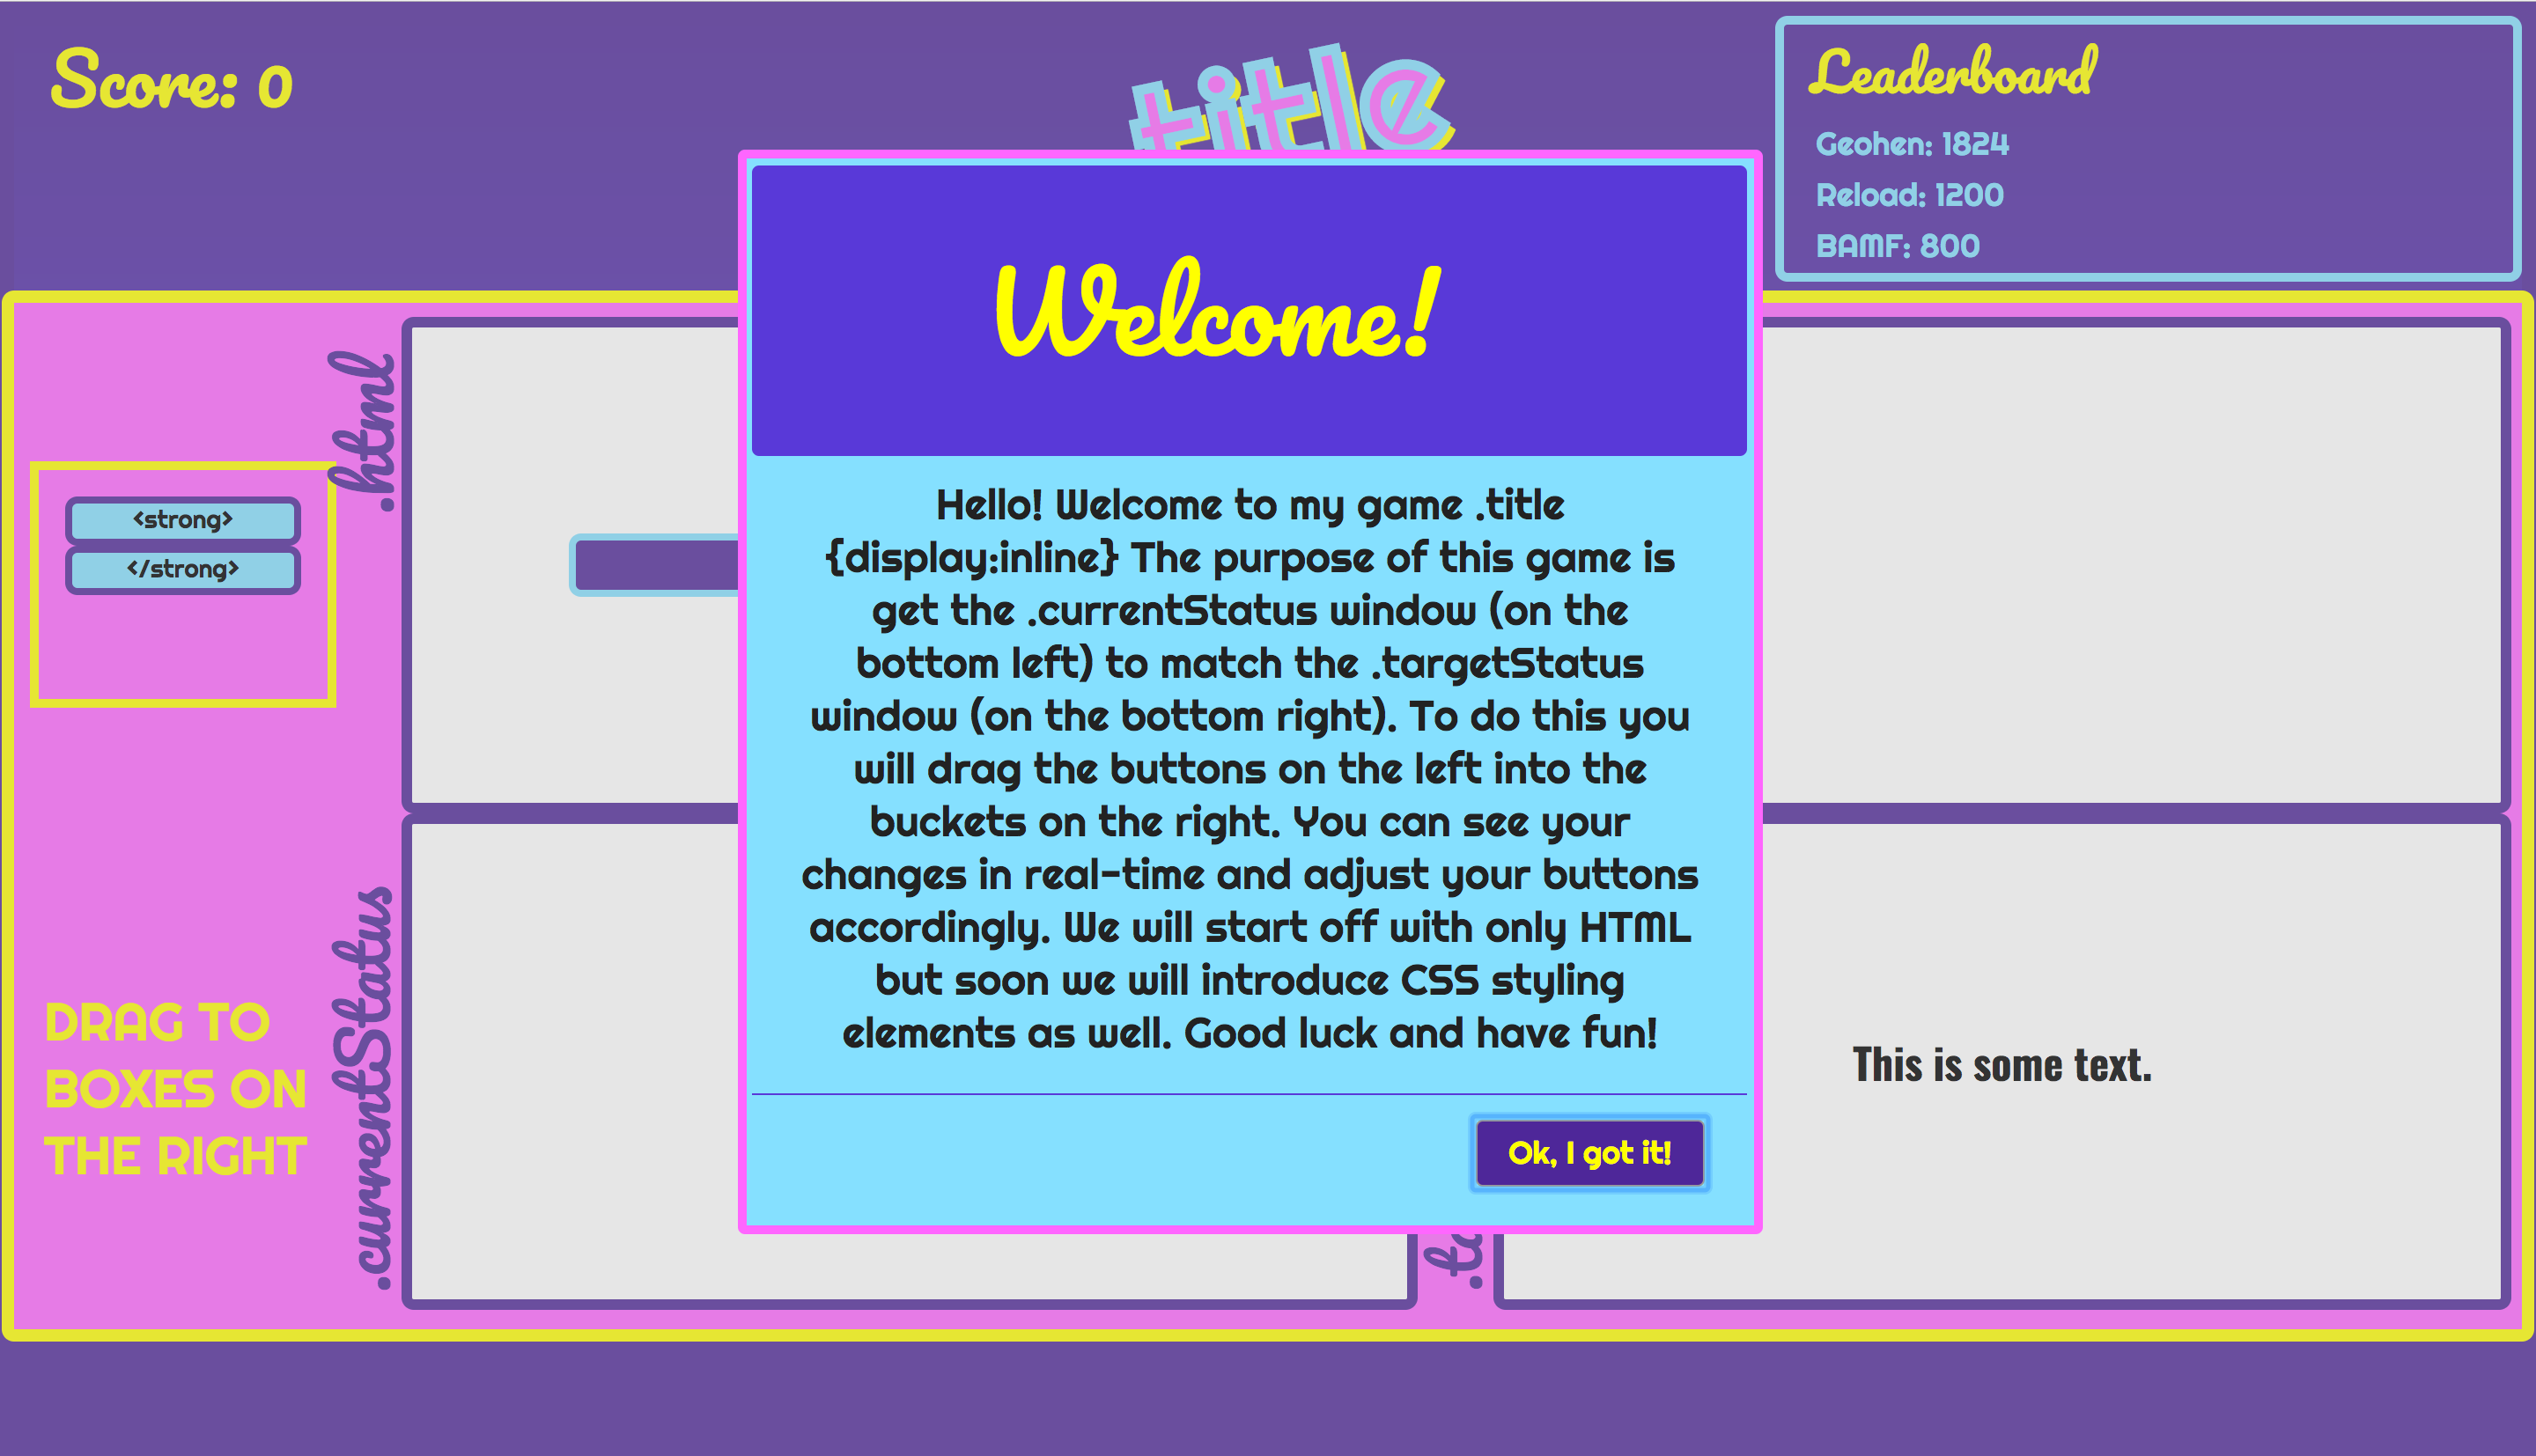 Score: 0
title
Leaderboard
Geohen: 1824
Reload: 1200
BAMF: 800
Welcome!
Hello! Welcome to my game .title
{display:inline} The purpose of this game is
get the .currentStatus window (on the
bottom left) to match the .targetStatus
window (on the bottom right). To do this you
will drag the buttons on the left into the
buckets on the right. You can see your
changes in real-time and adjust your buttons
accordingly. We will start off with only HTML
but soon we will introduce CSS styling
elements as well. Good luck and have fun!
Ok, I got it!
.html
<strong>
</strong>
.currentStatus
DRAG TO
BOXES ON
THE RIGHT
This is some text.